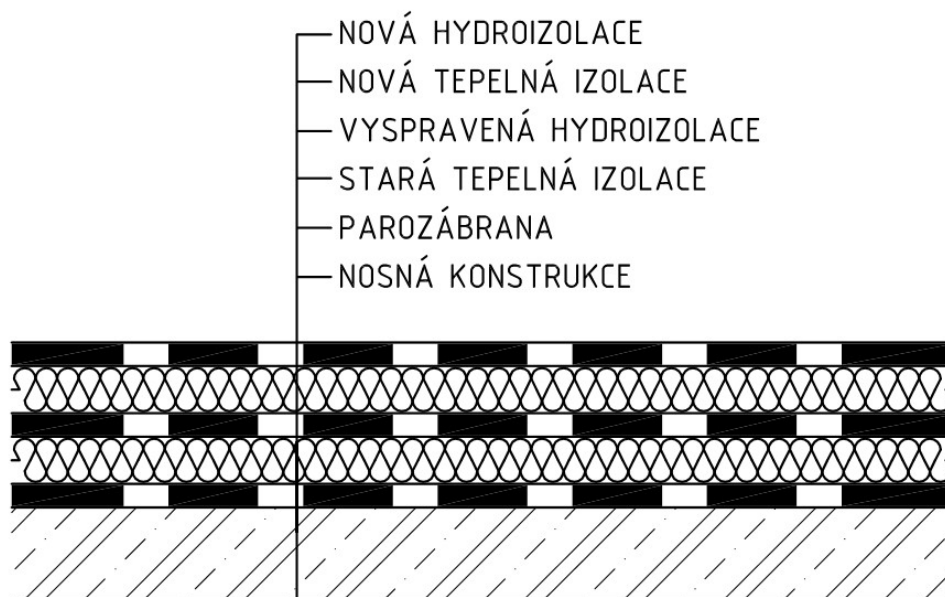 NOVÁ HYDROIZOLACE
NOVÁ TEPELNÁ IZOLACE
VYSPRAVENÁ HYDROIZOLACE
STARÁ TEPELNÁ IZOLACE
PAROZÁBRANA
NOSNÁ KONSTRUKCE